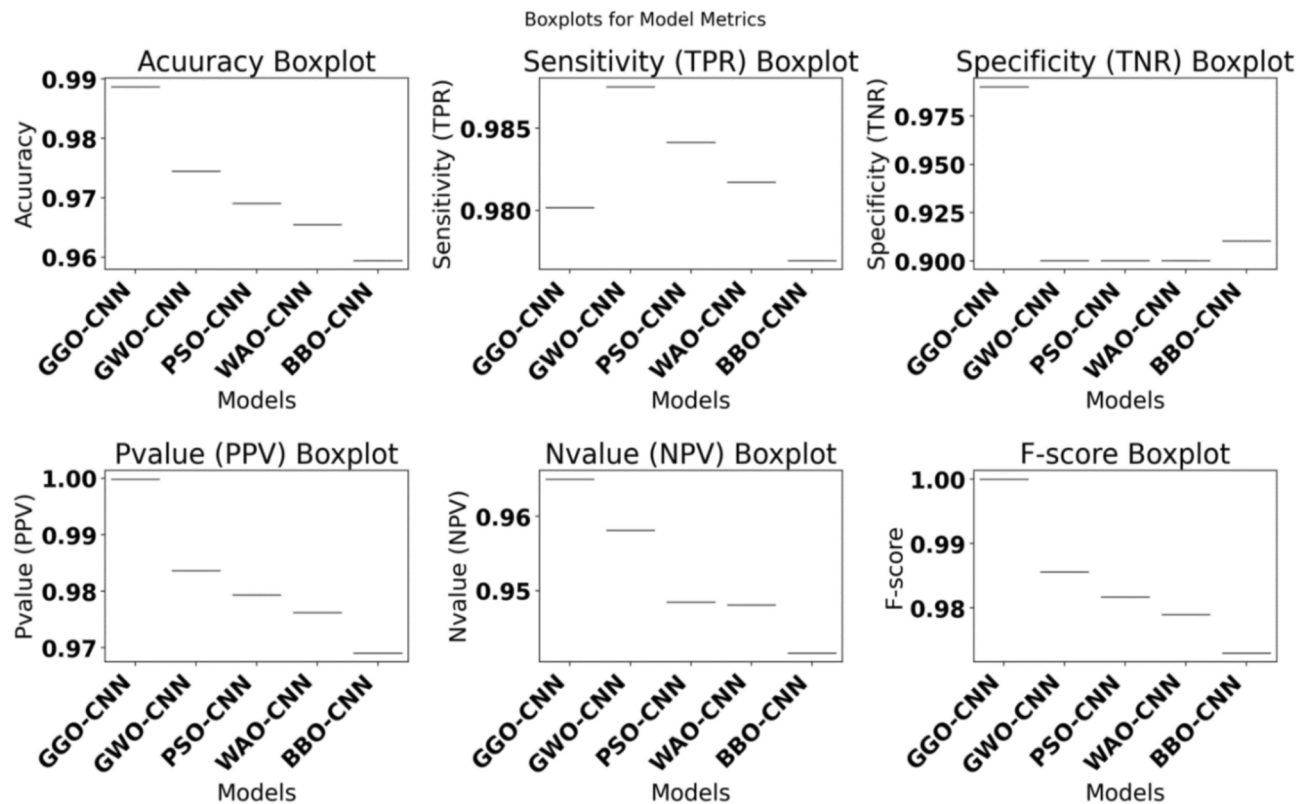 Boxplots for Model Metrics
Acuuracy Boxplot
Acuuracy
0.99
0.98
0.97
0.96
GGO-CNN
GWO-CNN
PSO-CNN
WAO-CNN
BBO-CNN
Models
Sensitivity (TPR) Boxplot
Sensitivity (TPR)
0.985
0.980
GGO-CNN
GWO-CNN
PSO-CNN
WAO-CNN
BBO-CNN
Models
Specificity (TNR) Boxplot
Specificity (TNR)
0.975
0.950
0.925
0.900
GGO-CNN
GWO-CNN
PSO-CNN
WAO-CNN
BBO-CNN
Models
Pvalue (PPV) Boxplot
Pvalue (PPV)
1.00
0.99
0.98
0.97
GGO-CNN
GWO-CNN
PSO-CNN
WAO-CNN
BBO-CNN
Models
Nvalue (NPV) Boxplot
Nvalue (NPV)
0.96
0.95
GGO-CNN
GWO-CNN
PSO-CNN
WAO-CNN
BBO-CNN
Models
F-score Boxplot
F-score
1.00
0.99
0.98
GGO-CNN
GWO-CNN
PSO-CNN
WAO-CNN
BBO-CNN
Models